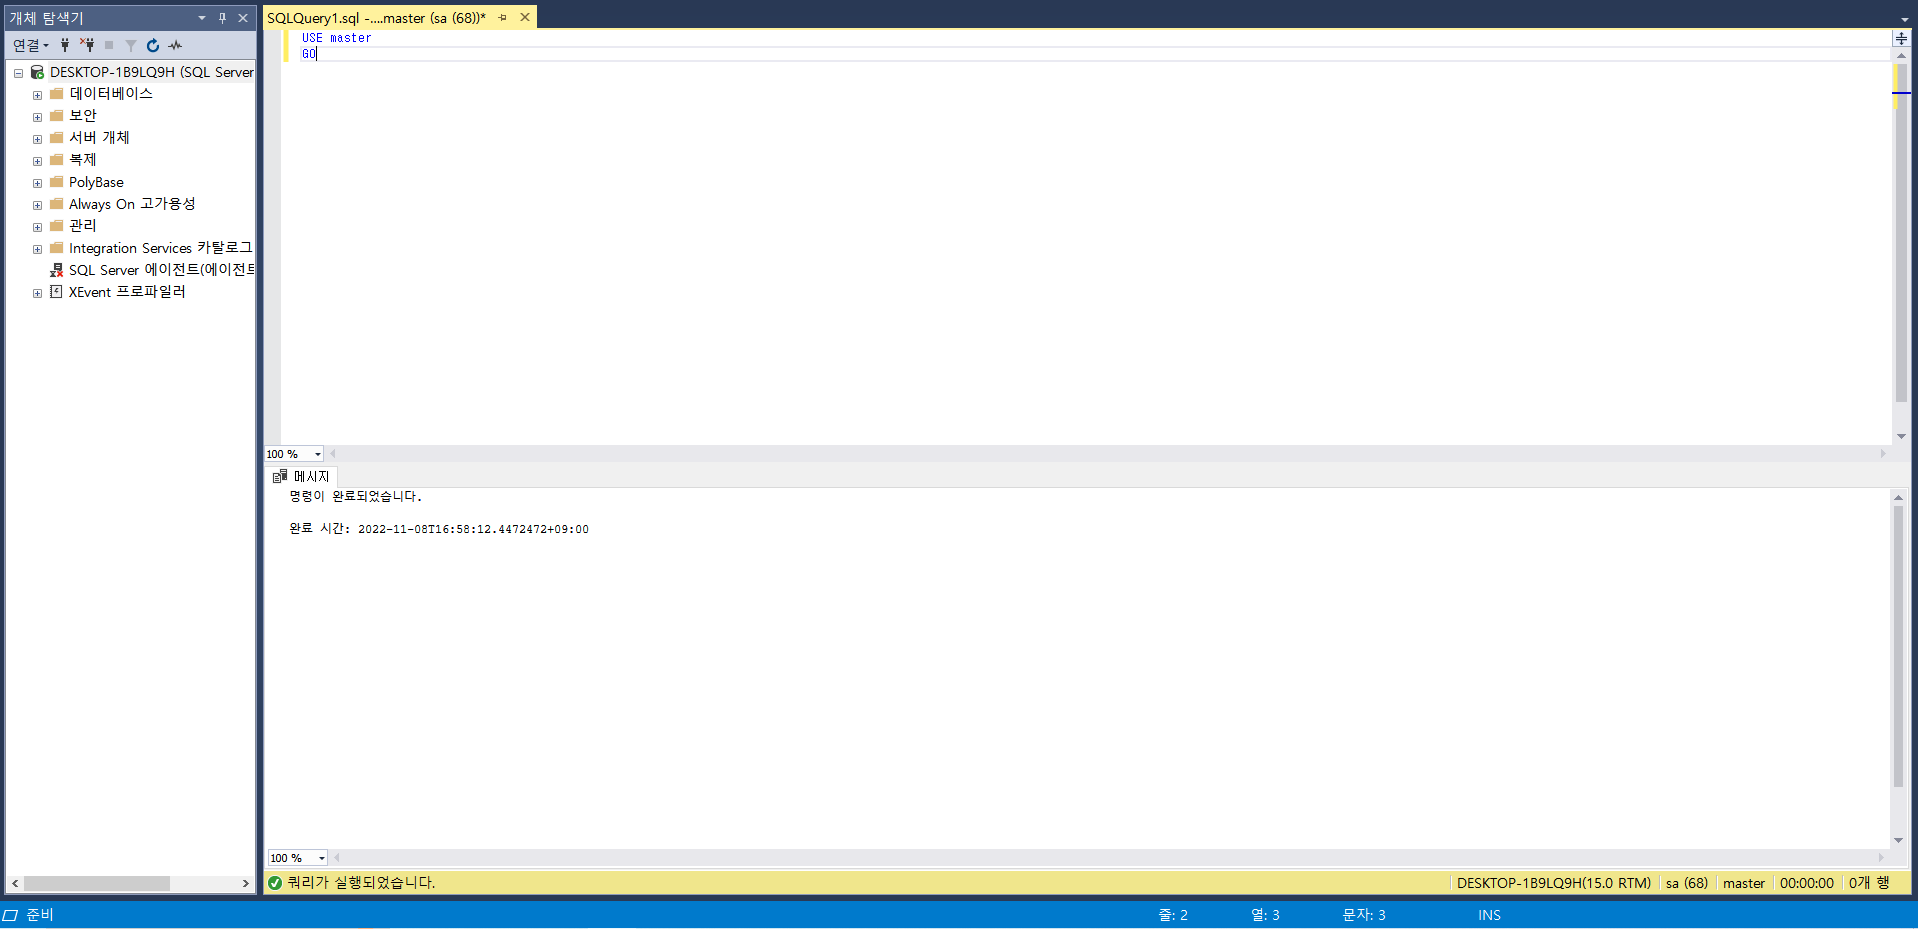 개체 탐색기
연결
DESKTOP-1B9LQ9H (SQL Server
데이터베이스
보안
서버 개체
복제
PolyBase
Always On 고가용성
관리
Integration Services 카탈로그
SQL Server 에이전트(에이전트
XEvent 프로파일러
SQLQuery1.sql -....master (sa (68))*
USE master
GO
100 %
메시지
명령이 완료되었습니다.
완료 시간: 2022-11-08T16:58:12.4472472+09:00
100 %
쿼리가 실행되었습니다.
DESKTOP-1B9LQ9H(15.0 RTM) sa (68) master 00:00:00 0개 행
준비
줄: 2 열: 3 문자: 3 INS